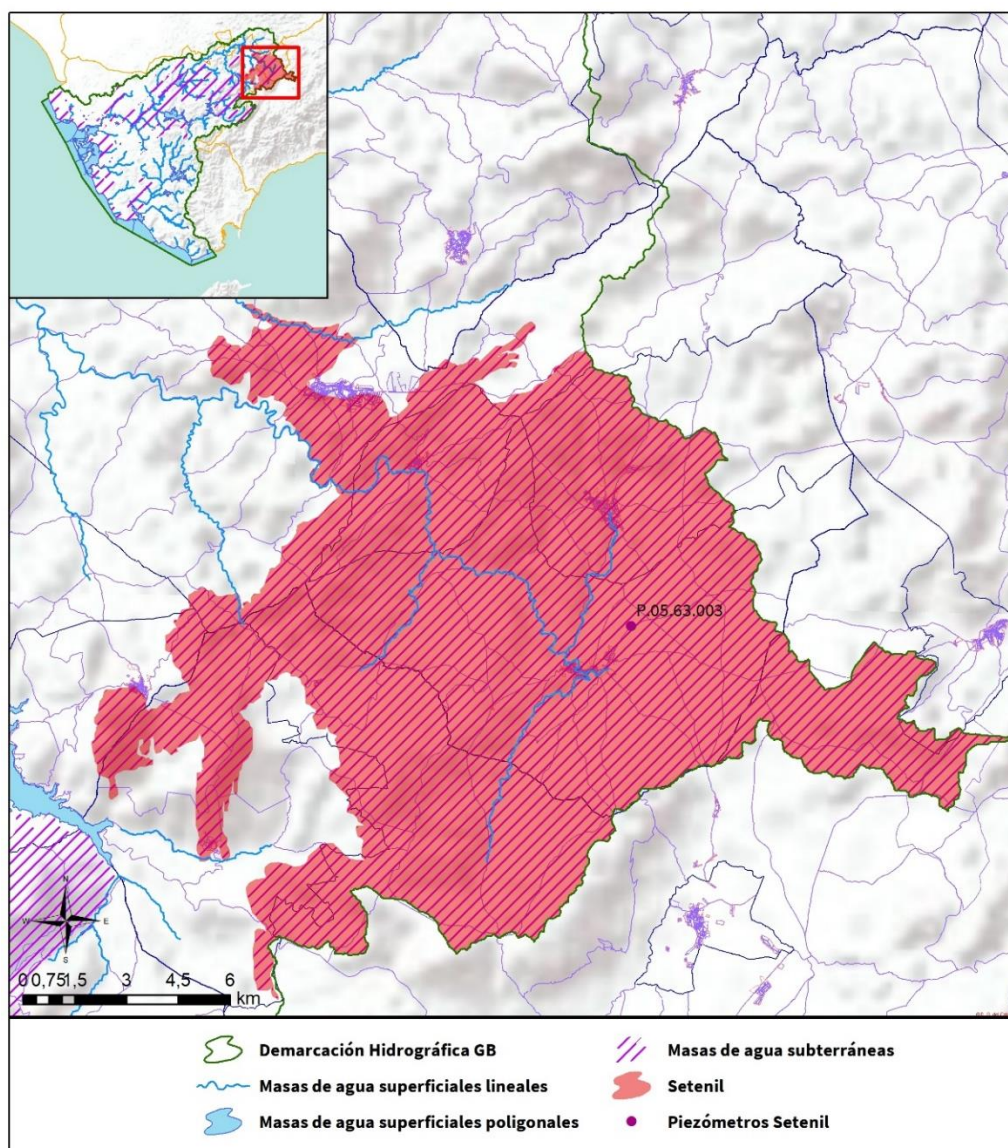 P.05.63.003
N
W
E
S
0 0,75 1,5 3 4,5 6
km
Demarcación Hidrográfica GB
Masas de agua subterráneas
Masas de agua superficiales lineales
Setenil
Masas de agua superficiales poligonales
Piezómetros Setenil